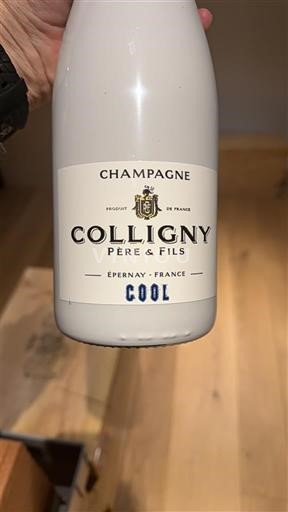 CHAMPAGNE
PRODUIT DE FRANCE
COLLIGNY
PÈRE & FILS
ÉPERNAY - FRANCE
COOL